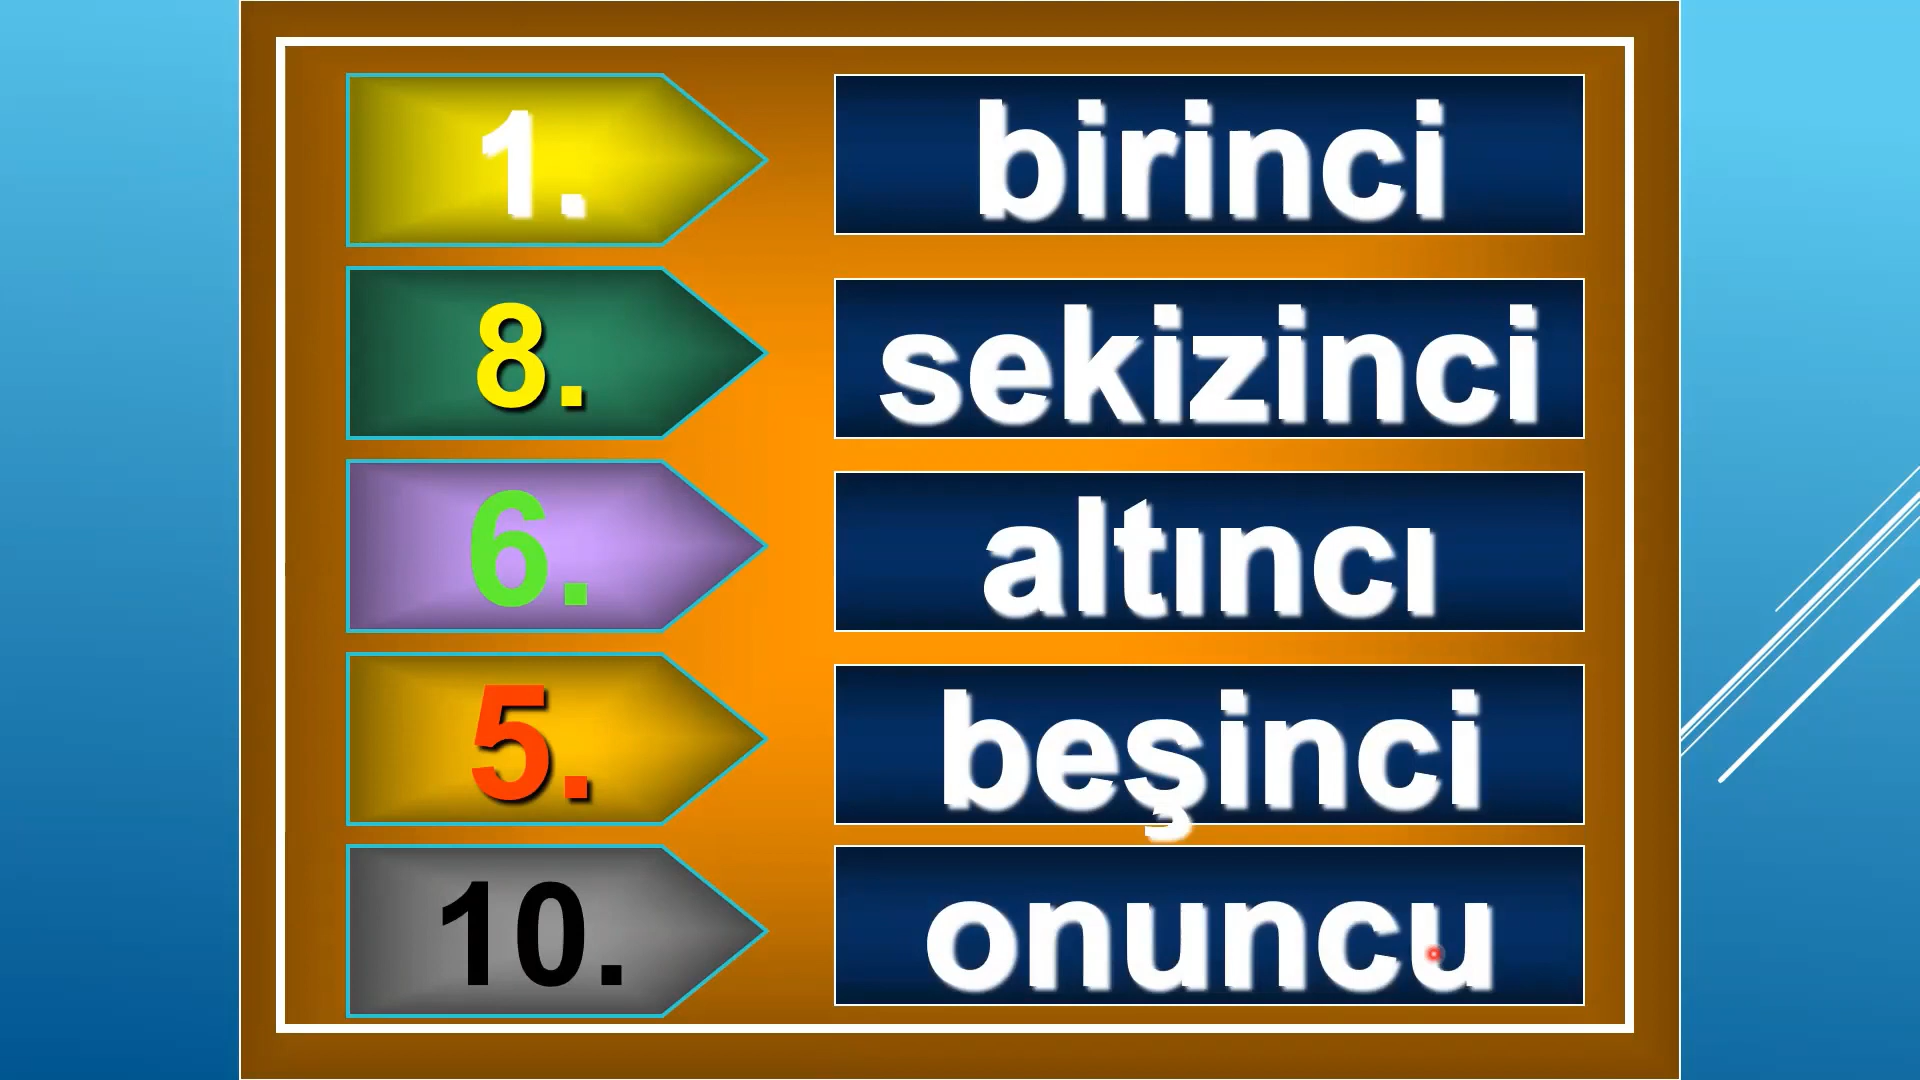 1. birinci
8. sekizinci
6. altıncı
5. beşinci
10. onuncu